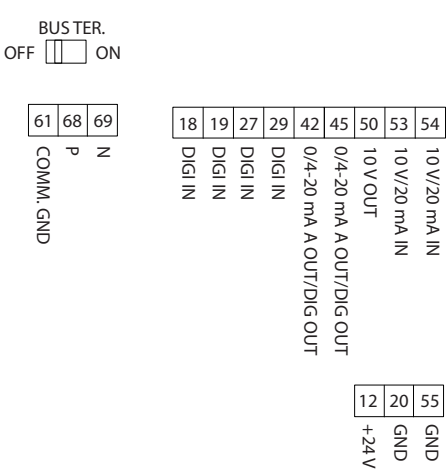 BUS TER.
OFF ON
61 68 69
COMM. GND
P
N
18 19 27 29 42 45 50 53 54
DIGI IN
DIGI IN
DIGI IN
DIGI IN
0/4-20 mA A OUT/DIG OUT
0/4-20 mA A OUT/DIG OUT
10 V OUT
10 V/20 mA IN
10 V/20 mA IN
12 20 55
+24 V
GND
GND